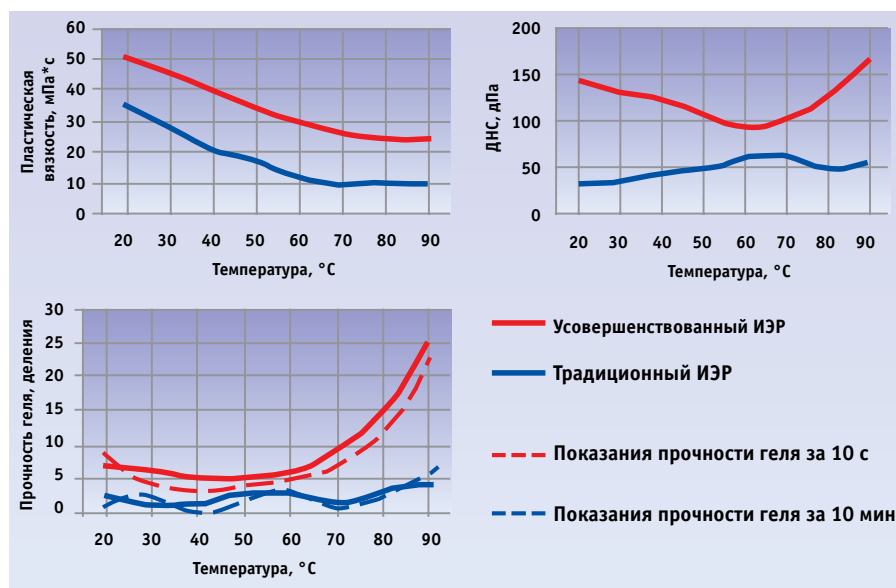 Пластическая
вязкость, мПа*с
60
50
40
30
20
10
0
20 30 40 50 60 70 80 90
Температура, °C
ДНС, дПа
200
150
100
50
0
20 30 40 50 60 70 80 90
Температура, °C
Прочность геля, деления
30
25
20
15
10
5
0
20 30 40 50 60 70 80 90
Температура, °C
Усовершенствованный ИЭР
Традиционный ИЭР
Показания прочности геля за 10 с
Показания прочности геля за 10 мин